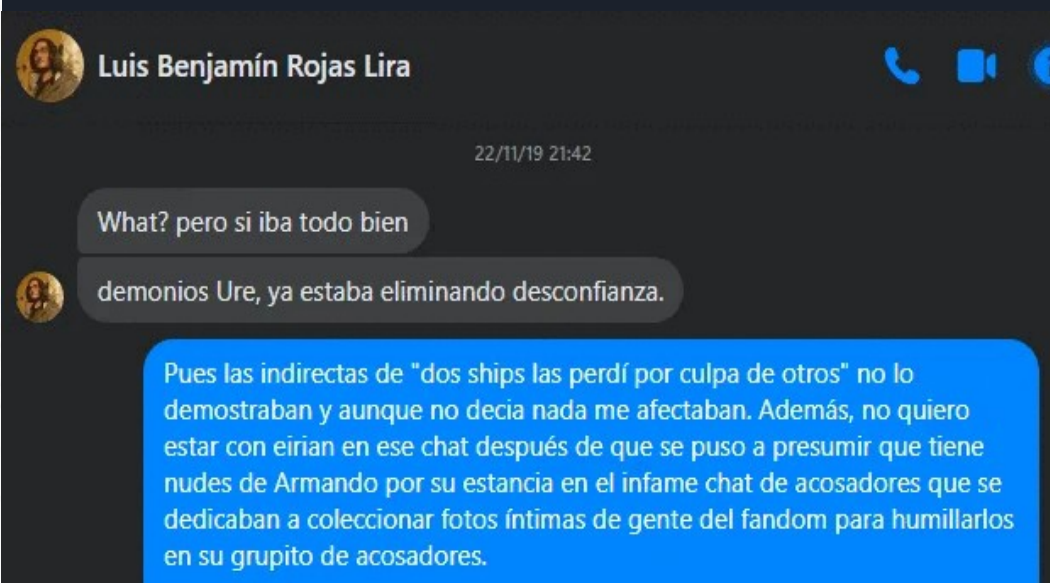 Luis Benjamín Rojas Lira
22/11/19 21:42
What? pero si iba todo bien
demonios Ure, ya estaba eliminando desconfianza.
Pues las indirectas de "dos ships las perdí por culpa de otros" no lo
demostraban y aunque no decia nada me afectaban. Además, no quiero
estar con eirian en ese chat después de que se puso a presumir que tiene
nudes de Armando por su estancia en el infame chat de acosadores que se
dedicaban a coleccionar fotos íntimas de gente del fandom para humillarlos
en su grupito de acosadores.